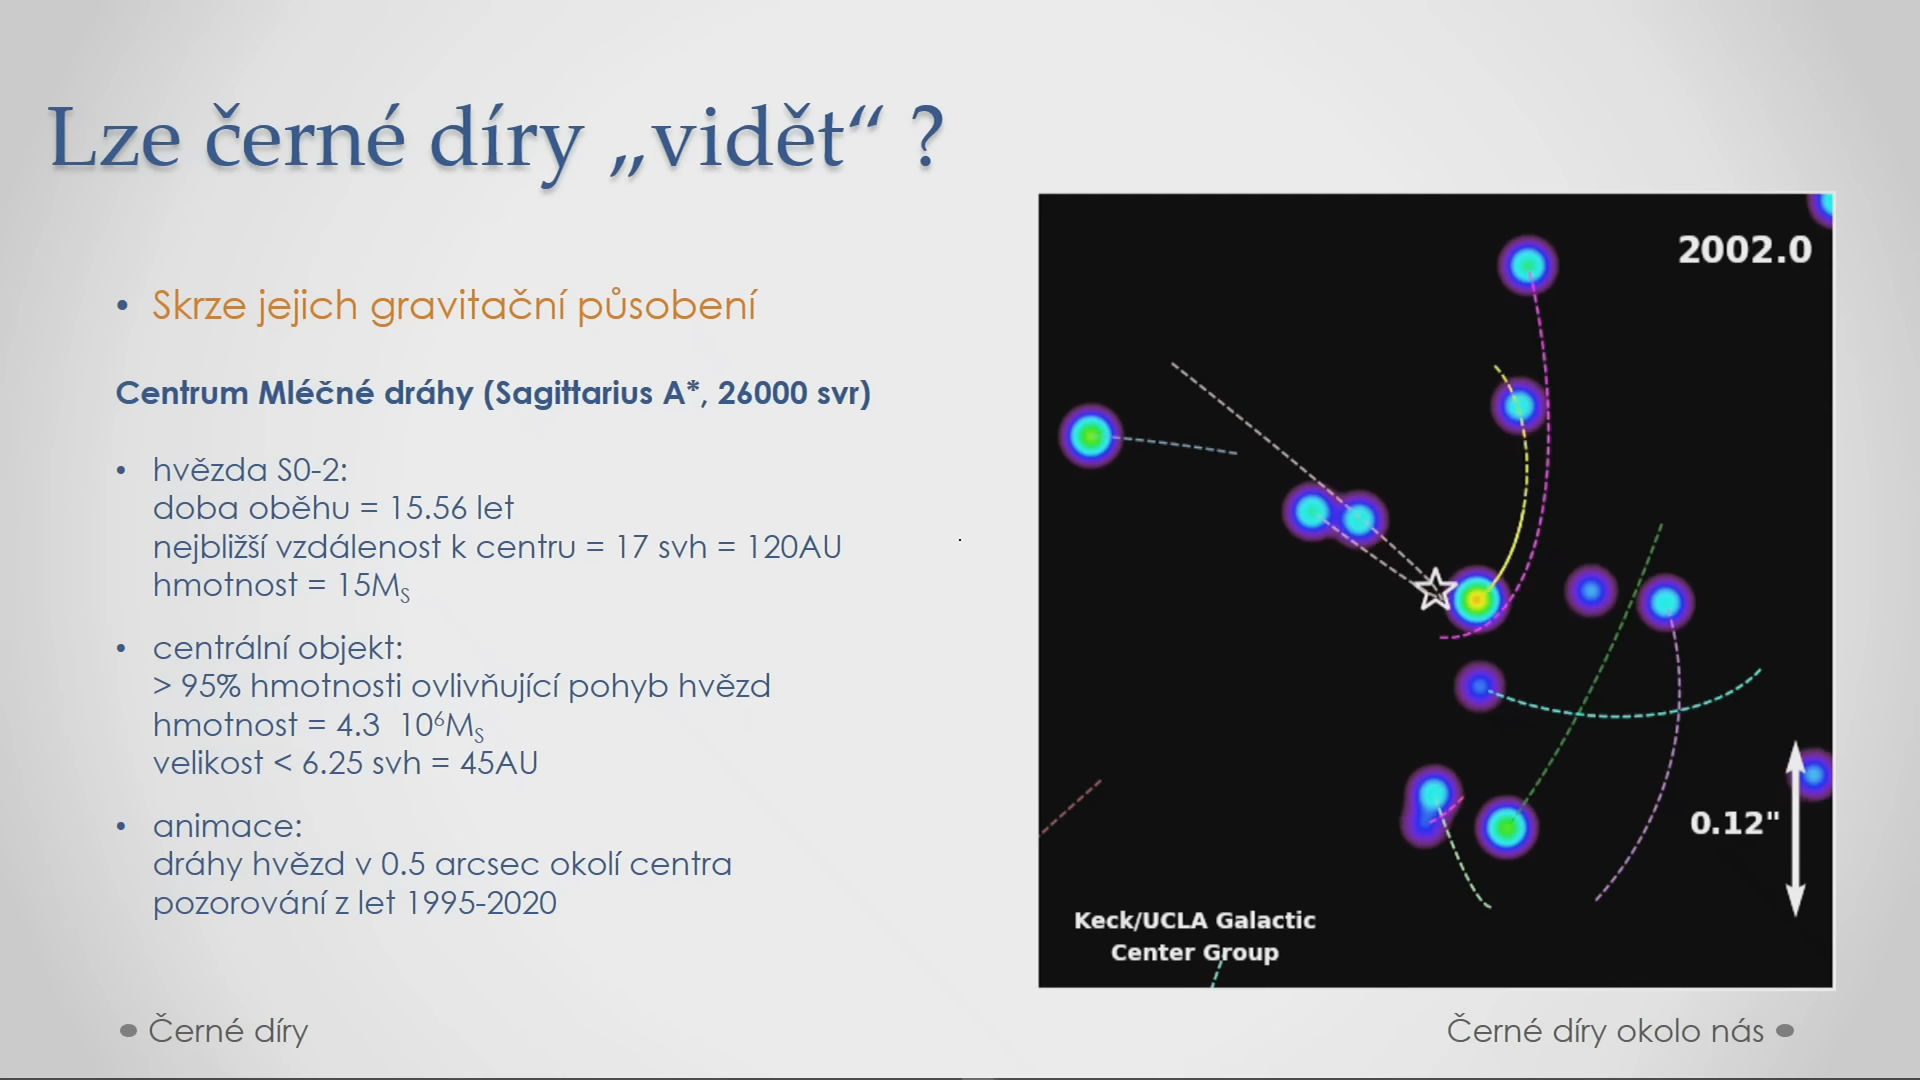 Lze černé díry „vidět“ ?
• Skrze jejich gravitační působení
Centrum Mléčné dráhy (Sagittarius A*, 26000 svr)
• hvězda S0-2:
doba oběhu = 15.56 let
nejbližší vzdálenost k centru = 17 svh = 120AU
hmotnost = 15M_S
• centrální objekt:
> 95% hmotnosti ovlivňující pohyb hvězd
hmotnost = 4.3 10⁶M_S
velikost < 6.25 svh = 45AU
• animace:
dráhy hvězd v 0.5 arcsec okolí centra
pozorování z let 1995-2020
2002.0
0.12"
Keck/UCLA Galactic
Center Group
• Černé díry
Černé díry okolo nás •